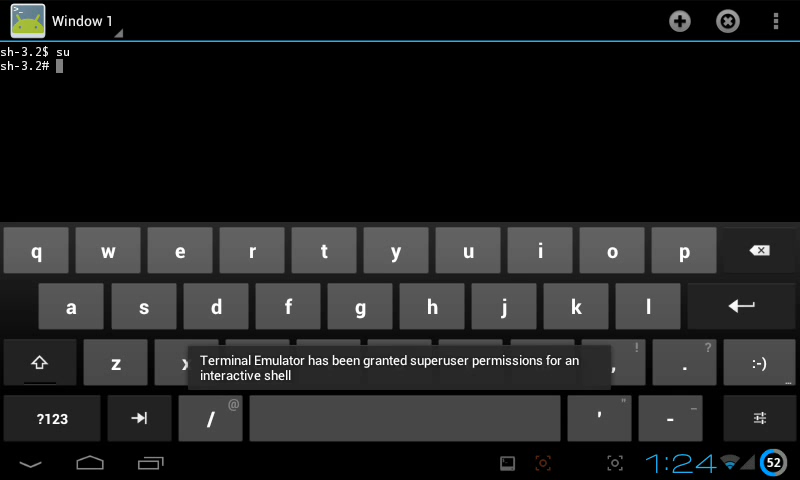 Window 1
sh-3.2$ su
sh-3.2#
q w e r t y u i o p
a s d f g h j k l
! ?
z x , . :-)
Terminal Emulator has been granted superuser permissions for an
interactive shell
@ " _
?123 / ' -
1:24 52